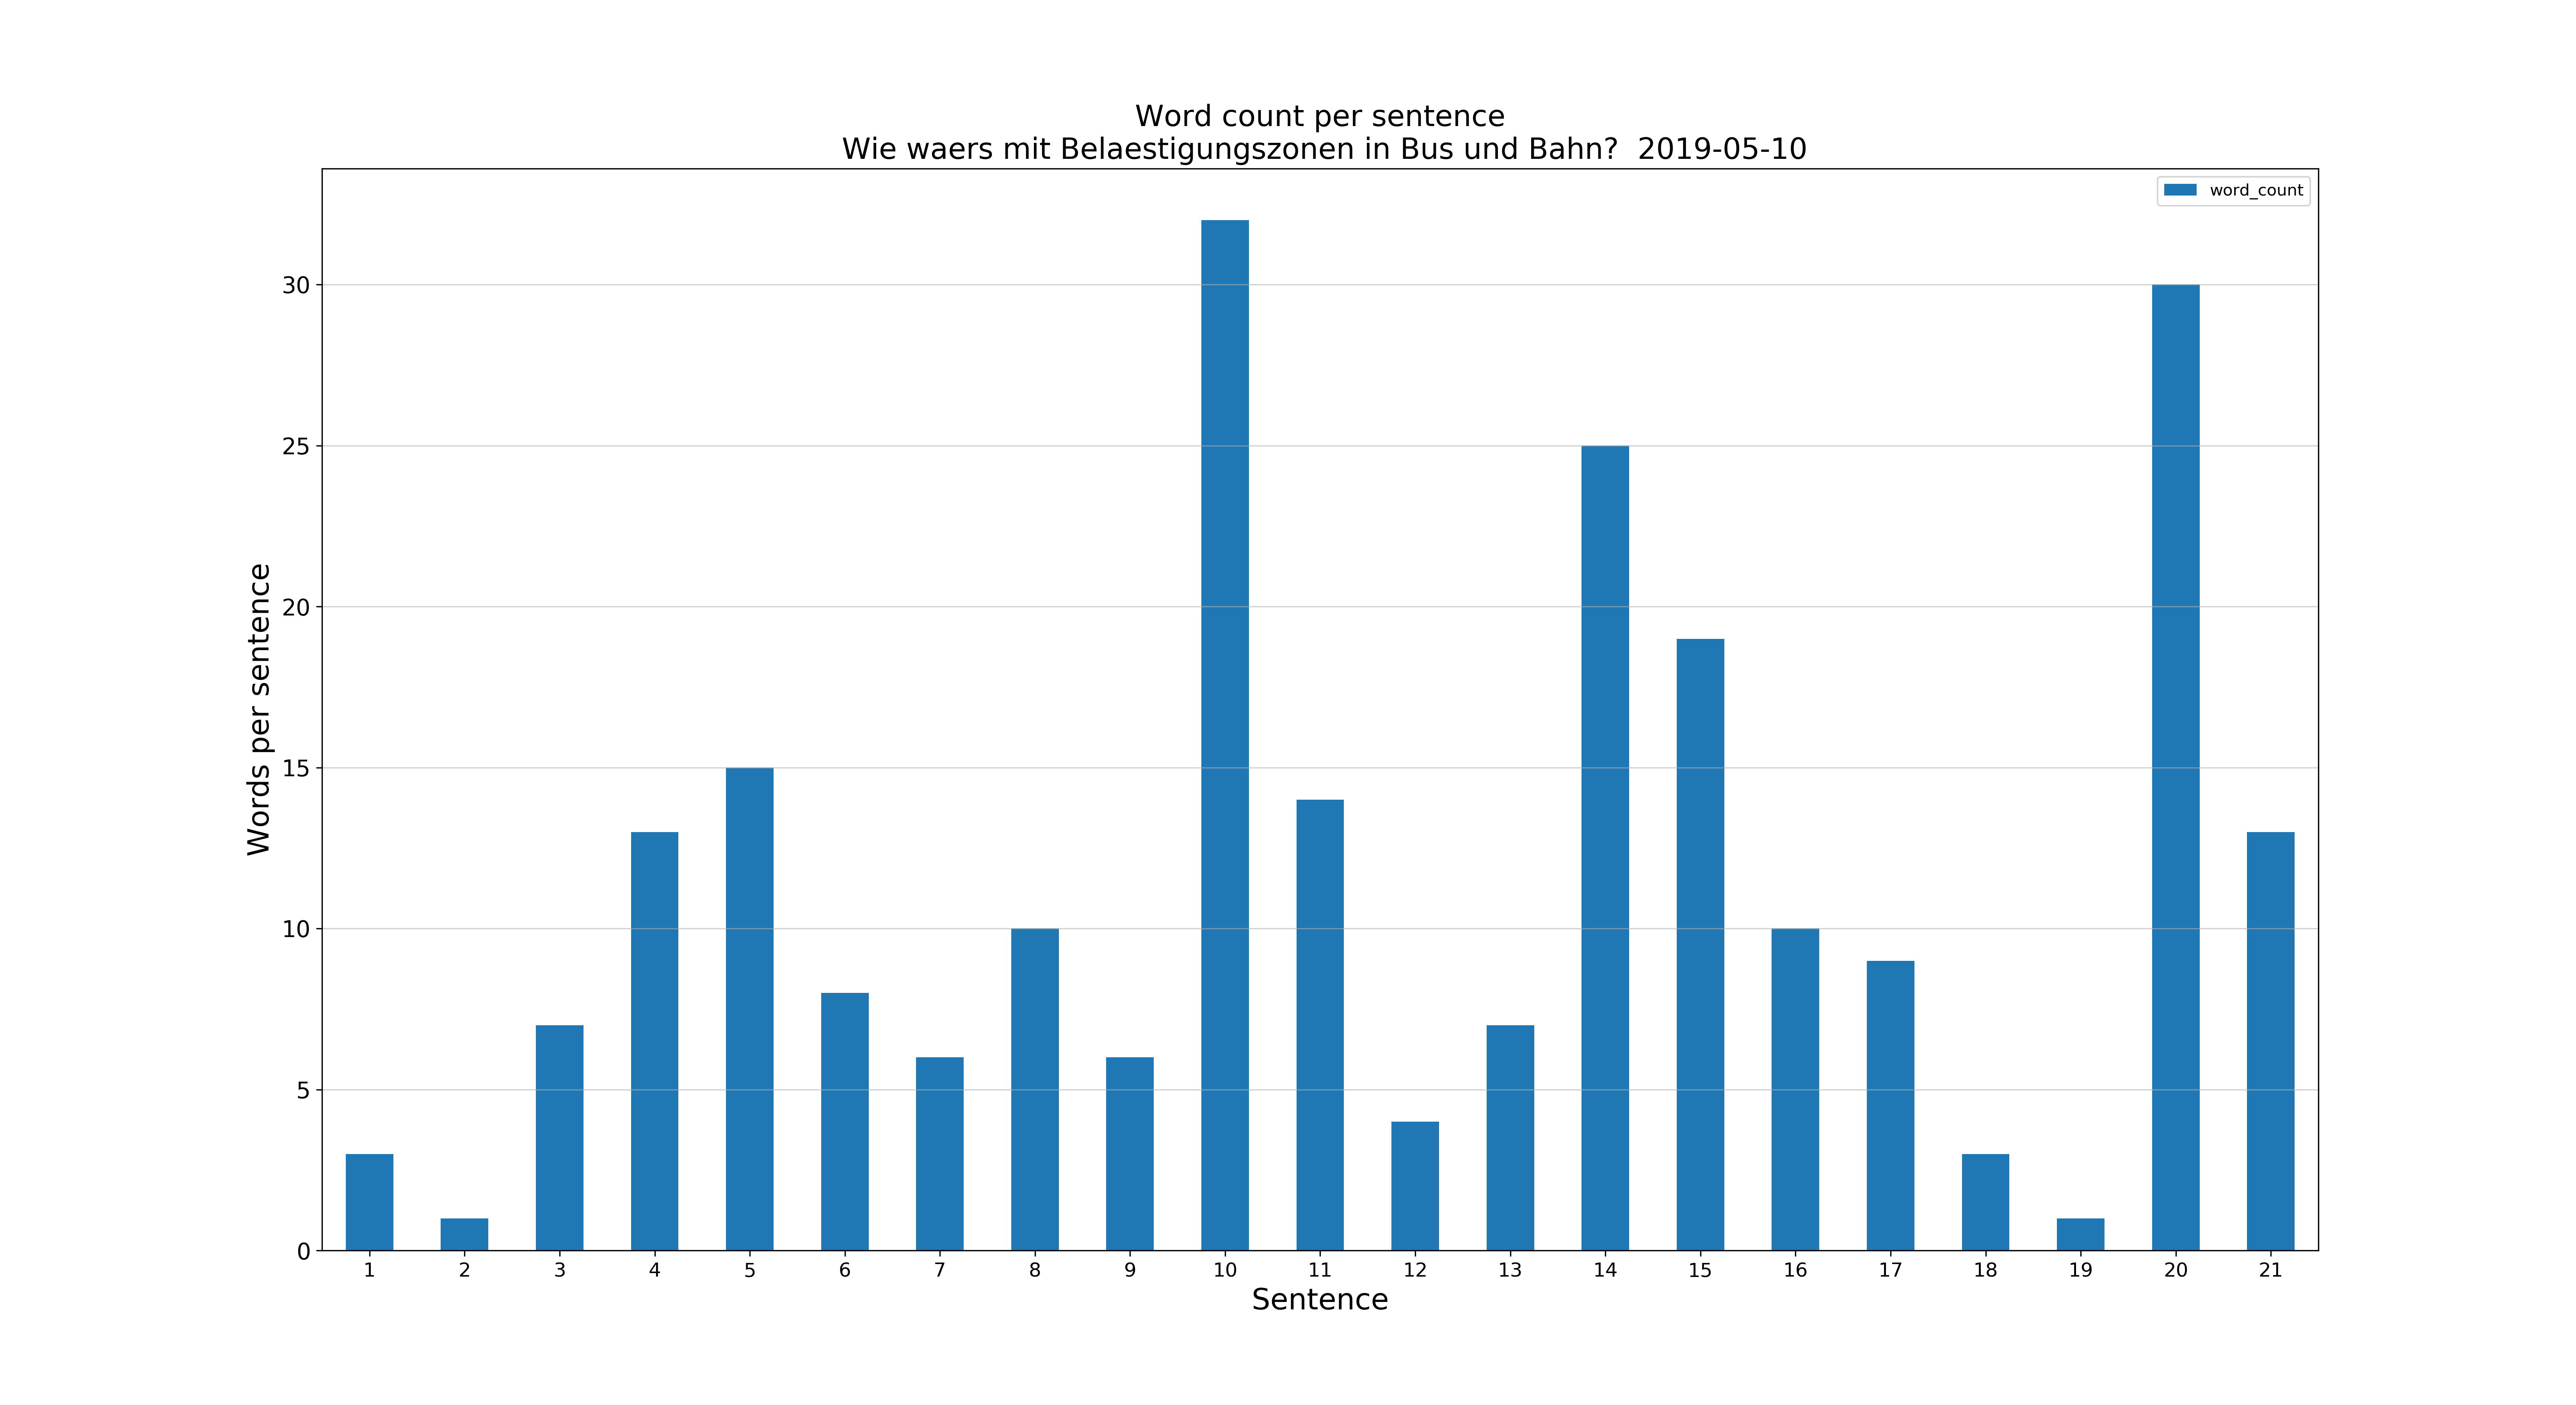 Word count per sentence
Wie waers mit Belaestigungszonen in Bus und Bahn?  2019-05-10
word_count
30
25
20
15
10
5
0
Words per sentence
1 2 3 4 5 6 7 8 9 10 11 12 13 14 15 16 17 18 19 20 21
Sentence